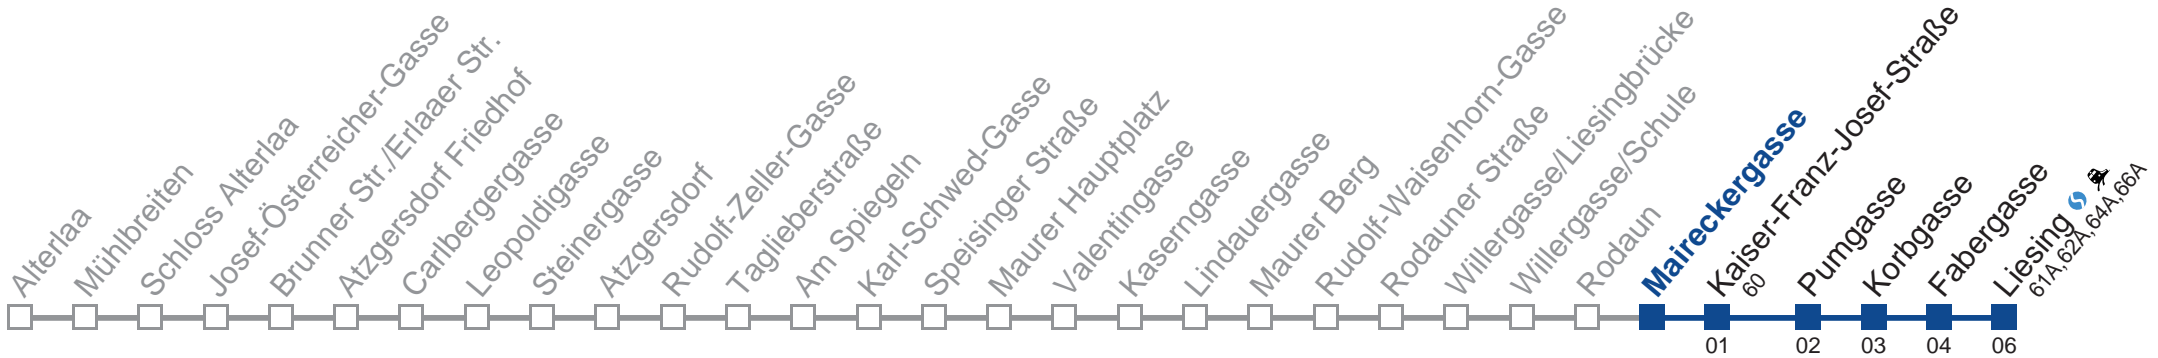 Alterlaa
Mühlbreiten
Schloss Alterlaa
Josef-Österreicher-Gasse
Brunner Str./Erlaaer Str.
Atzgersdorf Friedhof
Carlbergergasse
Leopoldigasse
Steinergasse
Atzgersdorf
Rudolf-Zeller-Gasse
Taglieberstraße
Am Spiegeln
Karl-Schwed-Gasse
Speisinger Straße
Maurer Hauptplatz
Valentingasse
Kaserngasse
Lindauergasse
Maurer Berg
Rudolf-Waisenhorn-Gasse
Rodauner Straße
Willergasse/Liesingbrücke
Willergasse/Schule
Rodaun
Maireckergasse
Kaiser-Franz-Josef-Straße
60
Pumgasse
Korbgasse
Fabergasse
Liesing
61A,62A,64A,66A
01 02 03 04 06